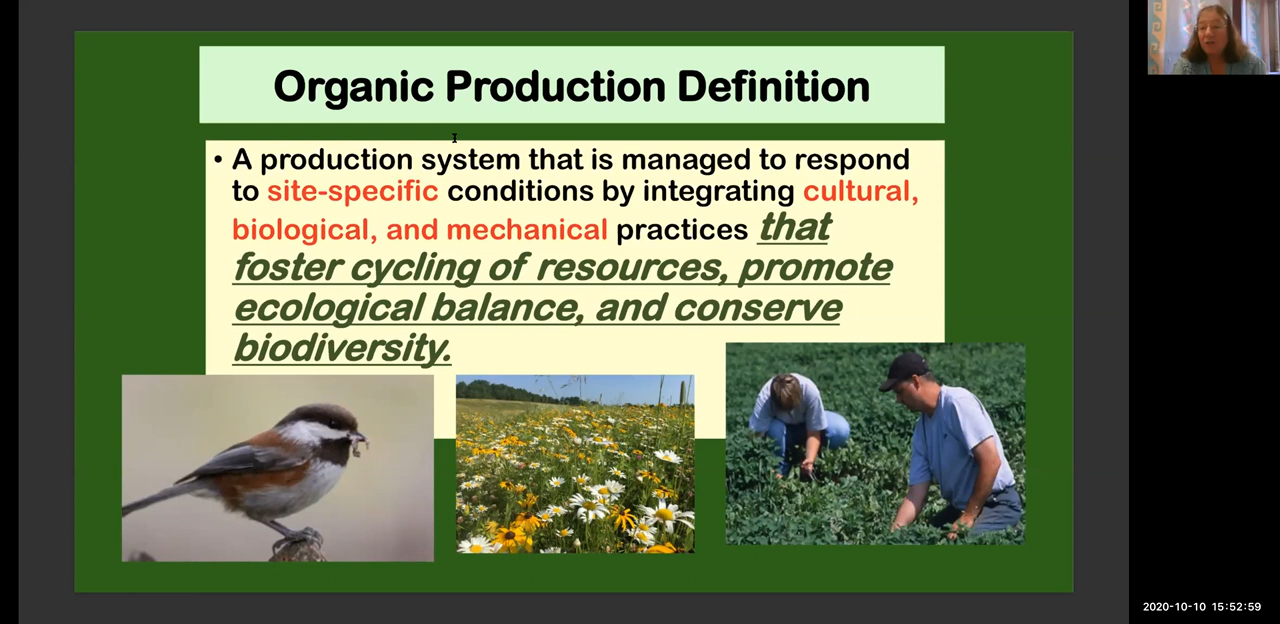 Organic Production Definition
• A production system that is managed to respond
to site-specific conditions by integrating cultural,
biological, and mechanical practices that
foster cycling of resources, promote
ecological balance, and conserve
biodiversity.
2020-10-10 15:52:59